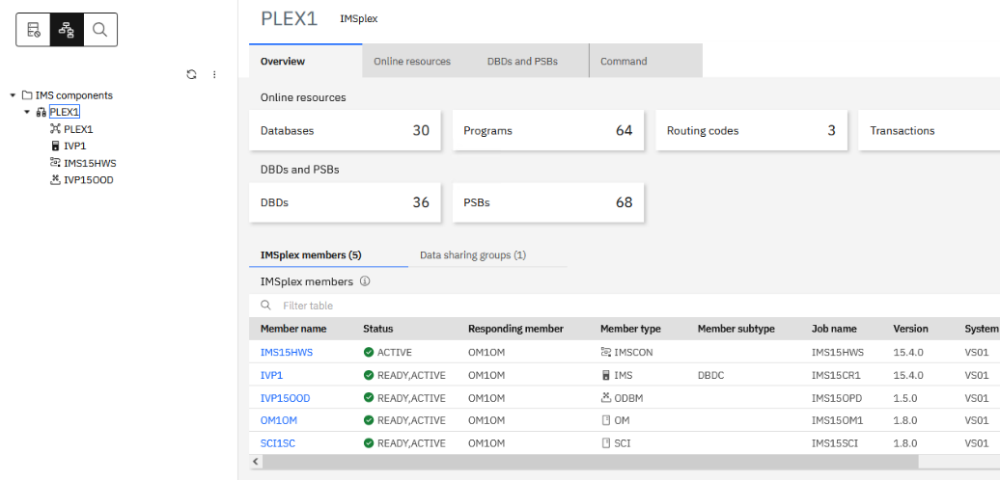 PLEX1 IMSplex
Overview Online resources DBDs and PSBs Command
IMS components
PLEX1
PLEX1
IVP1
IMS15HWS
IVP15OOD
Online resources
Databases 30 Programs 64 Routing codes 3 Transactions
DBDs and PSBs
DBDs 36 PSBs 68
IMSplex members (5) Data sharing groups (1)
IMSplex members
Filter table
Member name Status Responding member Member type Member subtype Job name Version System
IMS15HWS ACTIVE OM1OM IMSCON IMS15HWS 15.4.0 VS01
IVP1 READY,ACTIVE OM1OM IMS DBDC IMS15CR1 15.4.0 VS01
IVP15OOD READY,ACTIVE OM1OM ODBM IMS15OPD 1.5.0 VS01
OM1OM READY,ACTIVE OM1OM OM IMS15OM1 1.8.0 VS01
SCI1SC READY,ACTIVE OM1OM SCI IMS15SCI 1.8.0 VS01